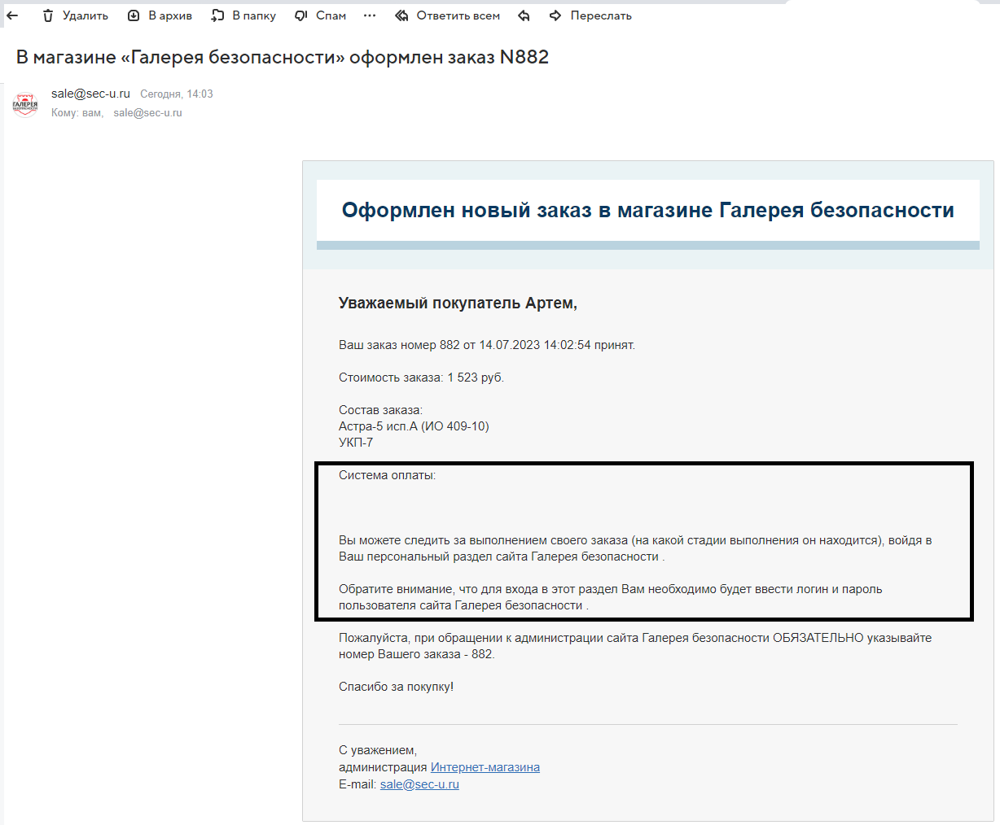 Удалить
В архив
В папку
Спам
Ответить всем
Переслать
В магазине «Галерея безопасности» оформлен заказ N882
ГАЛЕРЕЯ
БЕЗОПАСНОСТИ
sale@sec-u.ru Сегодня, 14:03
Кому: вам, sale@sec-u.ru
Оформлен новый заказ в магазине Галерея безопасности
Уважаемый покупатель Артем,
Ваш заказ номер 882 от 14.07.2023 14:02:54 принят.
Стоимость заказа: 1 523 руб.
Состав заказа:
Астра-5 исп.А (ИО 409-10)
УКП-7
Система оплаты:
Вы можете следить за выполнением своего заказа (на какой стадии выполнения он находится), войдя в
Ваш персональный раздел сайта Галерея безопасности .
Обратите внимание, что для входа в этот раздел Вам необходимо будет ввести логин и пароль
пользователя сайта Галерея безопасности .
Пожалуйста, при обращении к администрации сайта Галерея безопасности ОБЯЗАТЕЛЬНО указывайте
номер Вашего заказа - 882.
Спасибо за покупку!
С уважением,
администрация Интернет-магазина
E-mail: sale@sec-u.ru